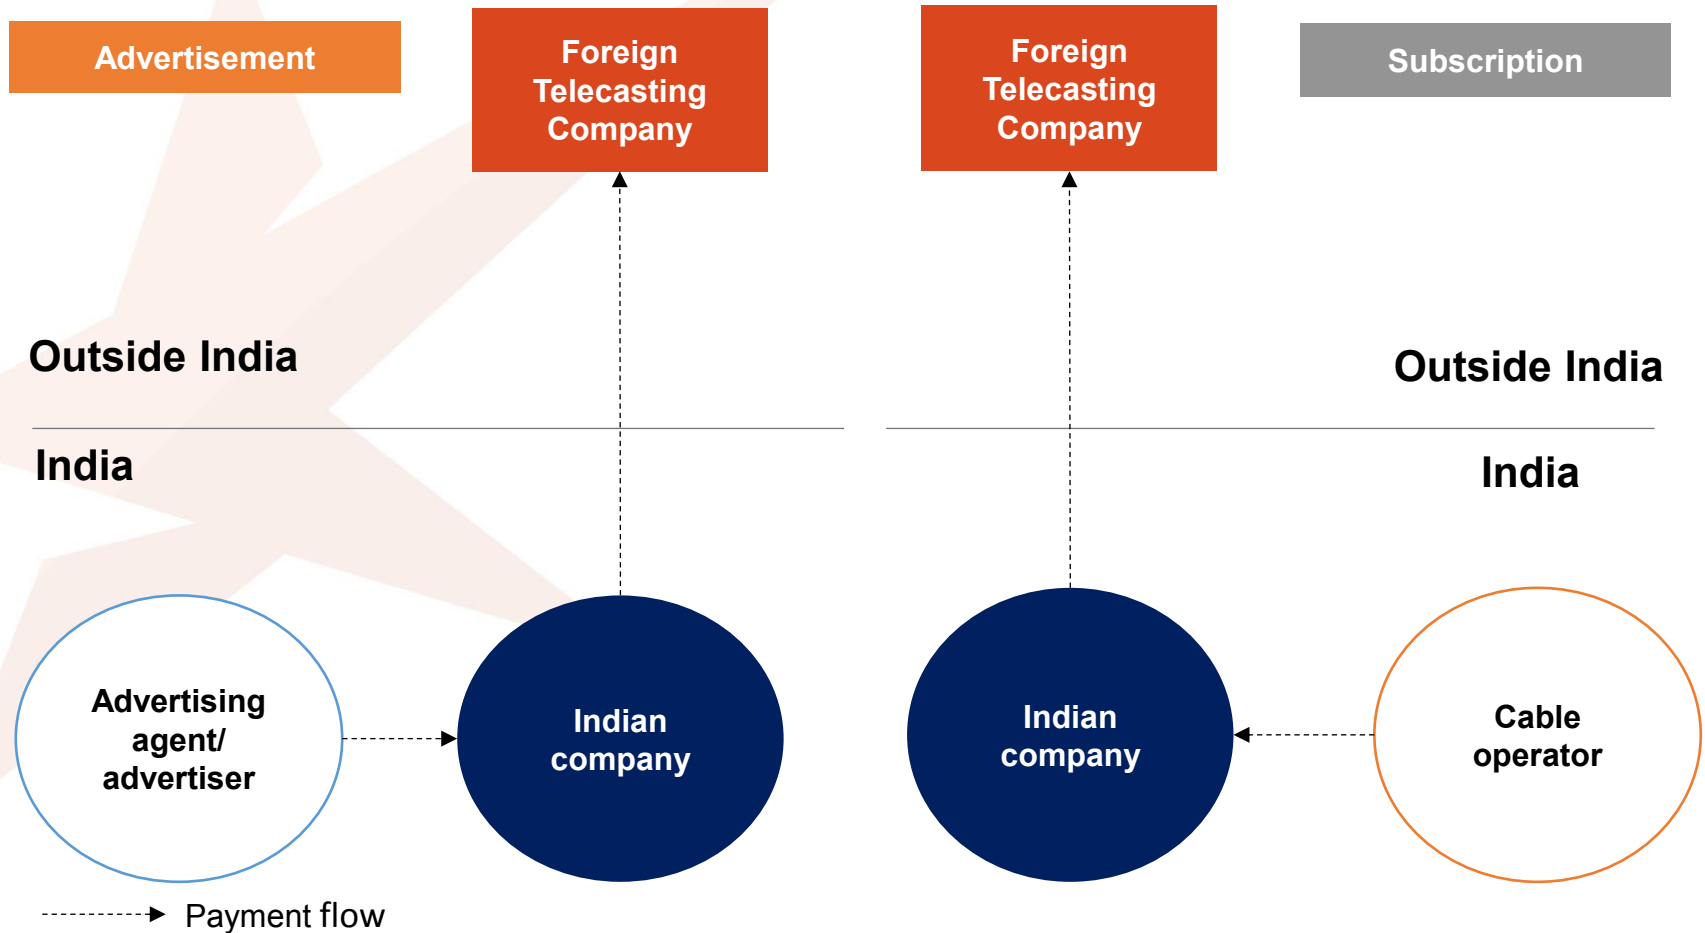 Advertisement
Foreign
Telecasting
Company
Foreign
Telecasting
Company
Subscription
Outside India
Outside India
India
India
Advertising
agent/
advertiser
Indian
company
Indian
company
Cable
operator
Payment flow